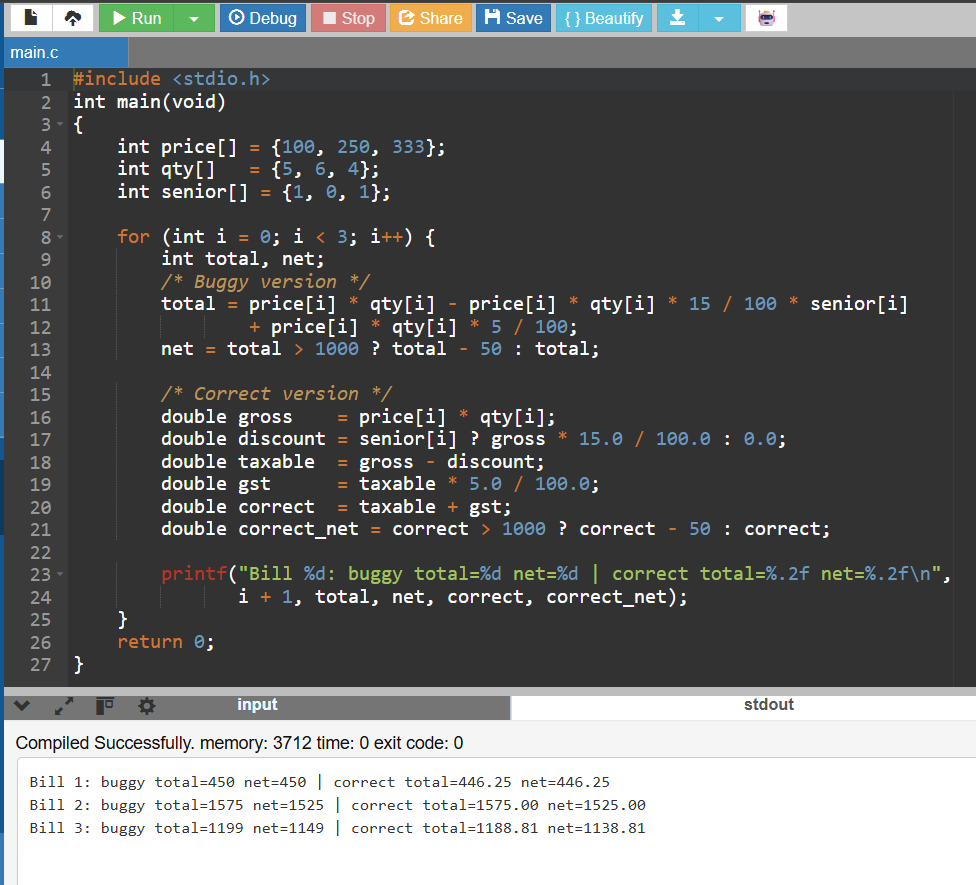 Run Debug Stop Share Save { } Beautify
main.c
1 #include <stdio.h>
2 int main(void)
3 {
4     int price[] = {100, 250, 333};
5     int qty[]   = {5, 6, 4};
6     int senior[] = {1, 0, 1};
7
8     for (int i = 0; i < 3; i++) {
9         int total, net;
10         /* Buggy version */
11         total = price[i] * qty[i] - price[i] * qty[i] * 15 / 100 * senior[i]
12                 + price[i] * qty[i] * 5 / 100;
13         net = total > 1000 ? total - 50 : total;
14
15         /* Correct version */
16         double gross    = price[i] * qty[i];
17         double discount = senior[i] ? gross * 15.0 / 100.0 : 0.0;
18         double taxable  = gross - discount;
19         double gst      = taxable * 5.0 / 100.0;
20         double correct  = taxable + gst;
21         double correct_net = correct > 1000 ? correct - 50 : correct;
22
23         printf("Bill %d: buggy total=%d net=%d | correct total=%.2f net=%.2f\n",
24                i + 1, total, net, correct, correct_net);
25     }
26     return 0;
27 }
input stdout
Compiled Successfully. memory: 3712 time: 0 exit code: 0
Bill 1: buggy total=450 net=450 | correct total=446.25 net=446.25
Bill 2: buggy total=1575 net=1525 | correct total=1575.00 net=1525.00
Bill 3: buggy total=1199 net=1149 | correct total=1188.81 net=1138.81